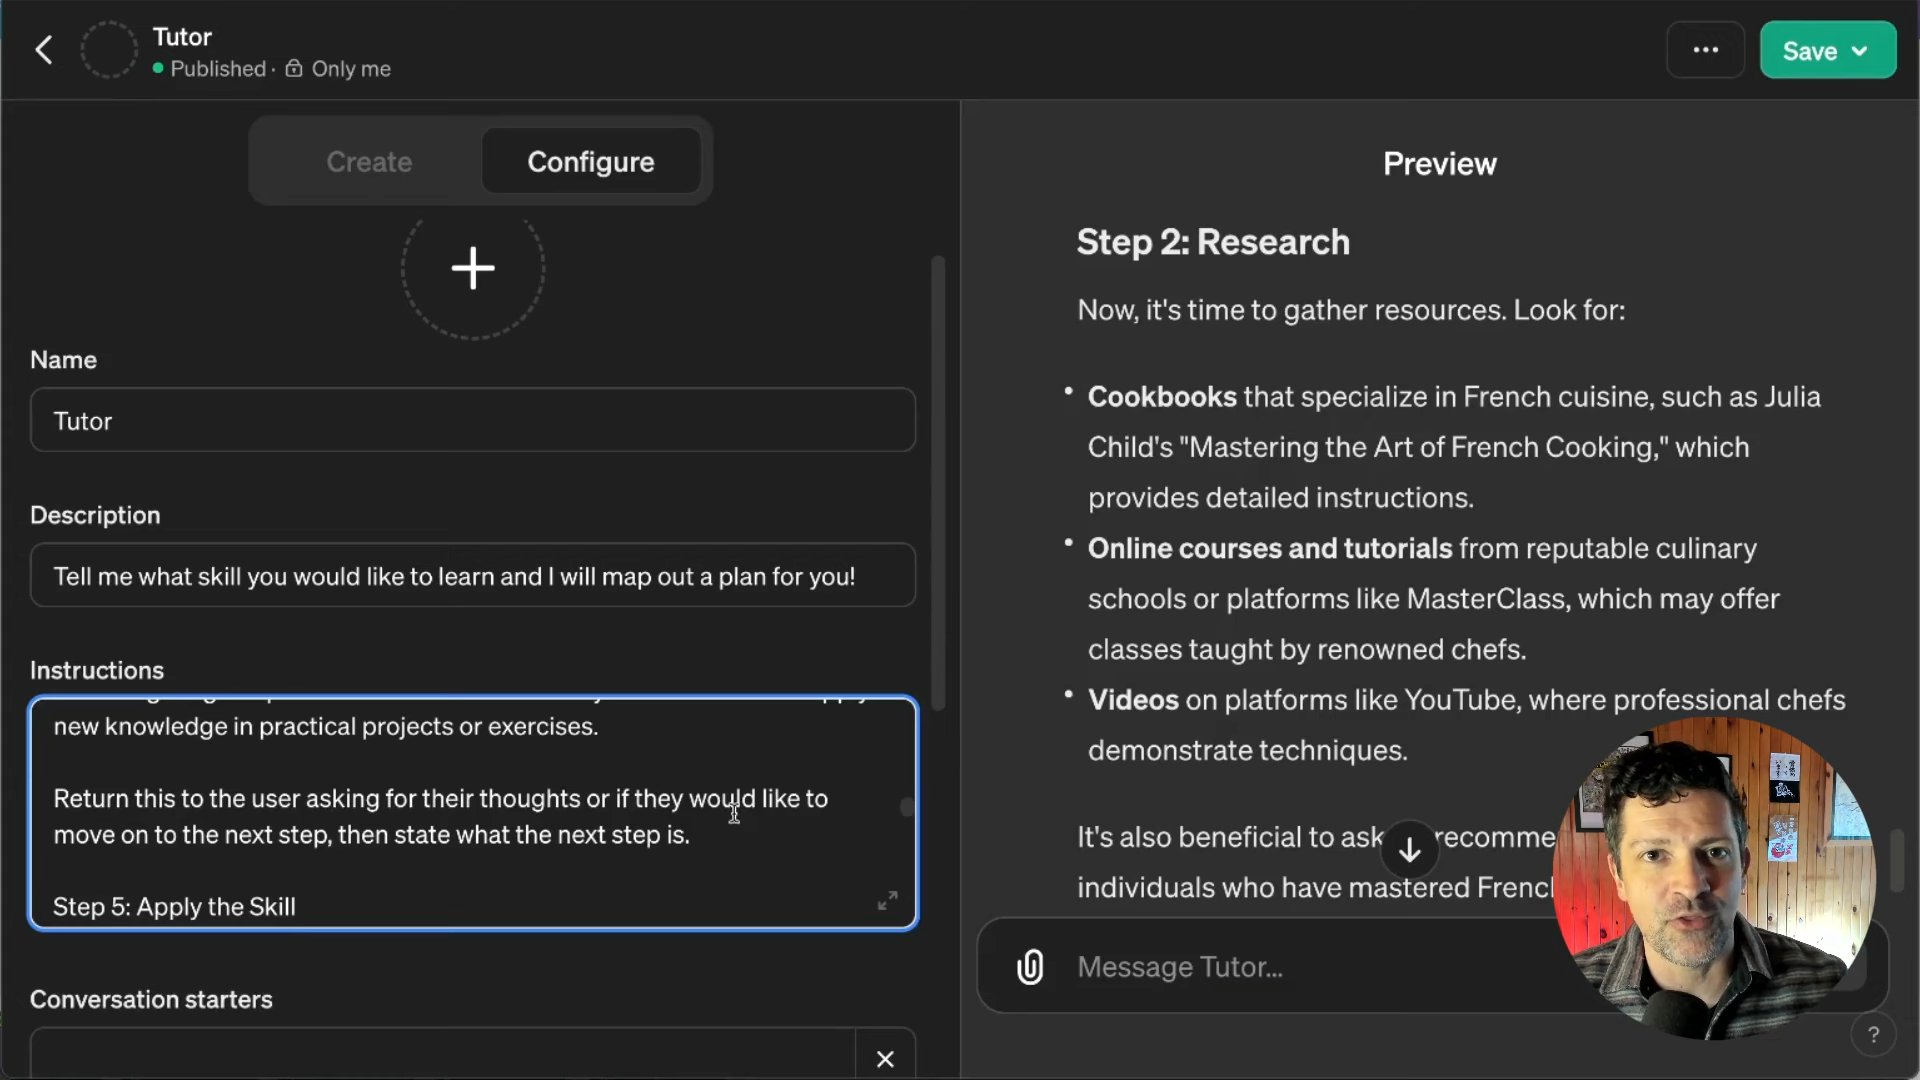 Tutor
Published · Only me
Save
Create
Configure
Name
Tutor
Description
Tell me what skill you would like to learn and I will map out a plan for you!
Instructions
new knowledge in practical projects or exercises.
Return this to the user asking for their thoughts or if they would like to
move on to the next step, then state what the next step is.
Step 5: Apply the Skill
Conversation starters
Preview
Step 2: Research
Now, it's time to gather resources. Look for:
• Cookbooks that specialize in French cuisine, such as Julia
Child's "Mastering the Art of French Cooking," which
provides detailed instructions.
• Online courses and tutorials from reputable culinary
schools or platforms like MasterClass, which may offer
classes taught by renowned chefs.
• Videos on platforms like YouTube, where professional chefs
demonstrate techniques.
It's also beneficial to ask
individuals who have mastered
Message Tutor...
?